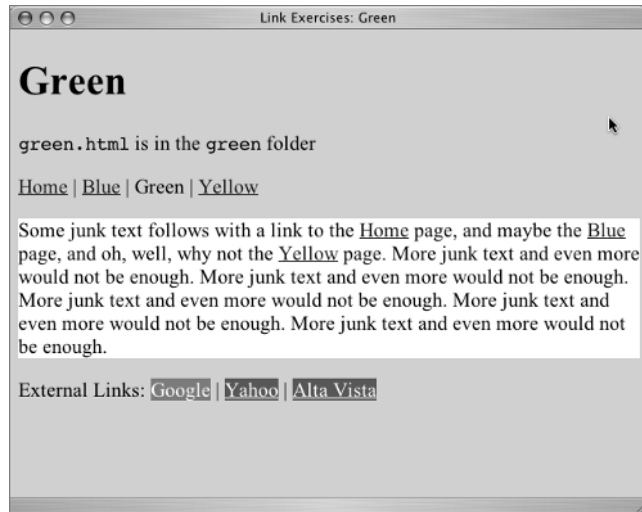 Link Exercises: Green
Green
green.html is in the green folder
Home | Blue | Green | Yellow
Some junk text follows with a link to the Home page, and maybe the Blue
page, and oh, well, why not the Yellow page. More junk text and even more
would not be enough. More junk text and even more would not be enough.
More junk text and even more would not be enough. More junk text and
even more would not be enough. More junk text and even more would not
be enough.
External Links: Google | Yahoo | Alta Vista